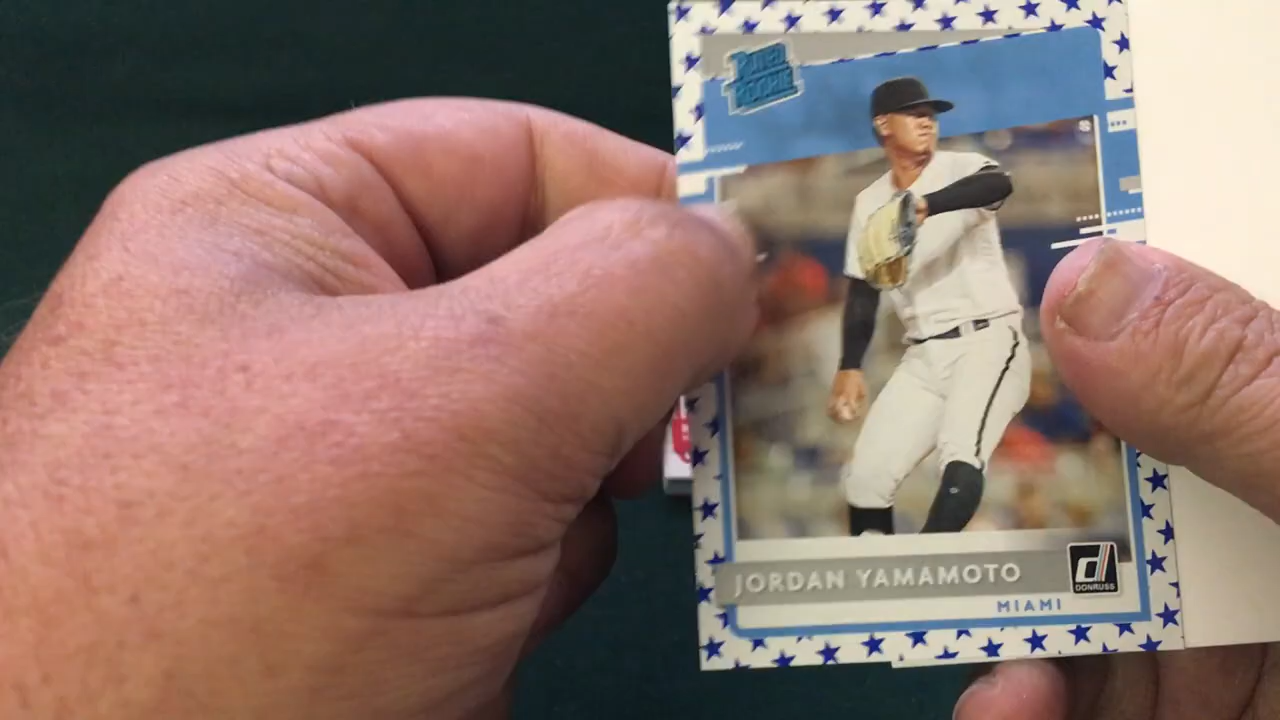 RATED
ROOKIE
JORDAN YAMAMOTO
d
DONRUSS
MIAMI